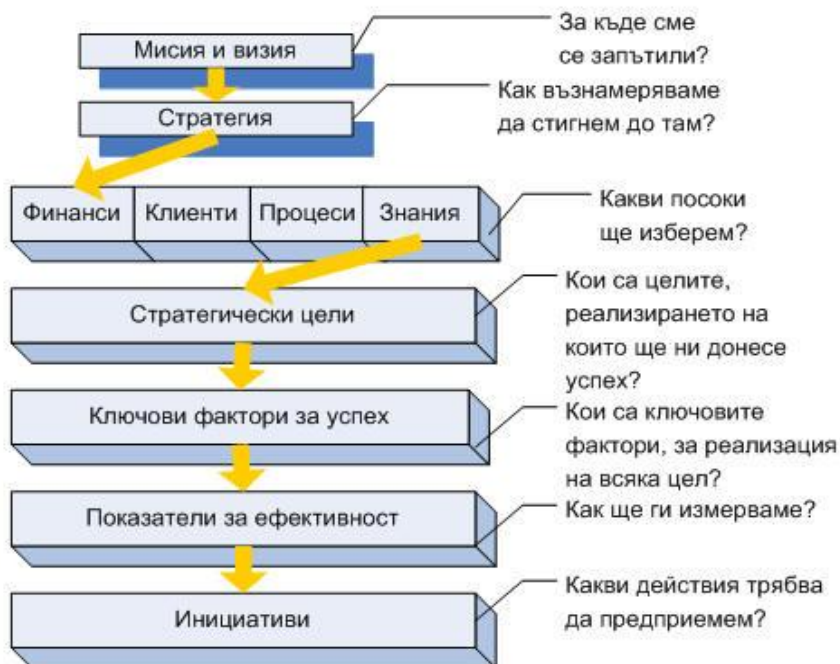 Мисия и визия
За къде сме
се запътили?
Стратегия
Как възнамеряваме
да стигнем до там?
Финанси Клиенти Процеси Знания
Какви посоки
ще изберем?
Стратегически цели
Кои са целите,
реализирането на
които ще ни донесе
успех?
Ключови фактори за успех
Кои са ключовите
фактори, за реализация
на всяка цел?
Показатели за ефективност
Как ще ги измерваме?
Инициативи
Какви действия трябва
да предприемем?